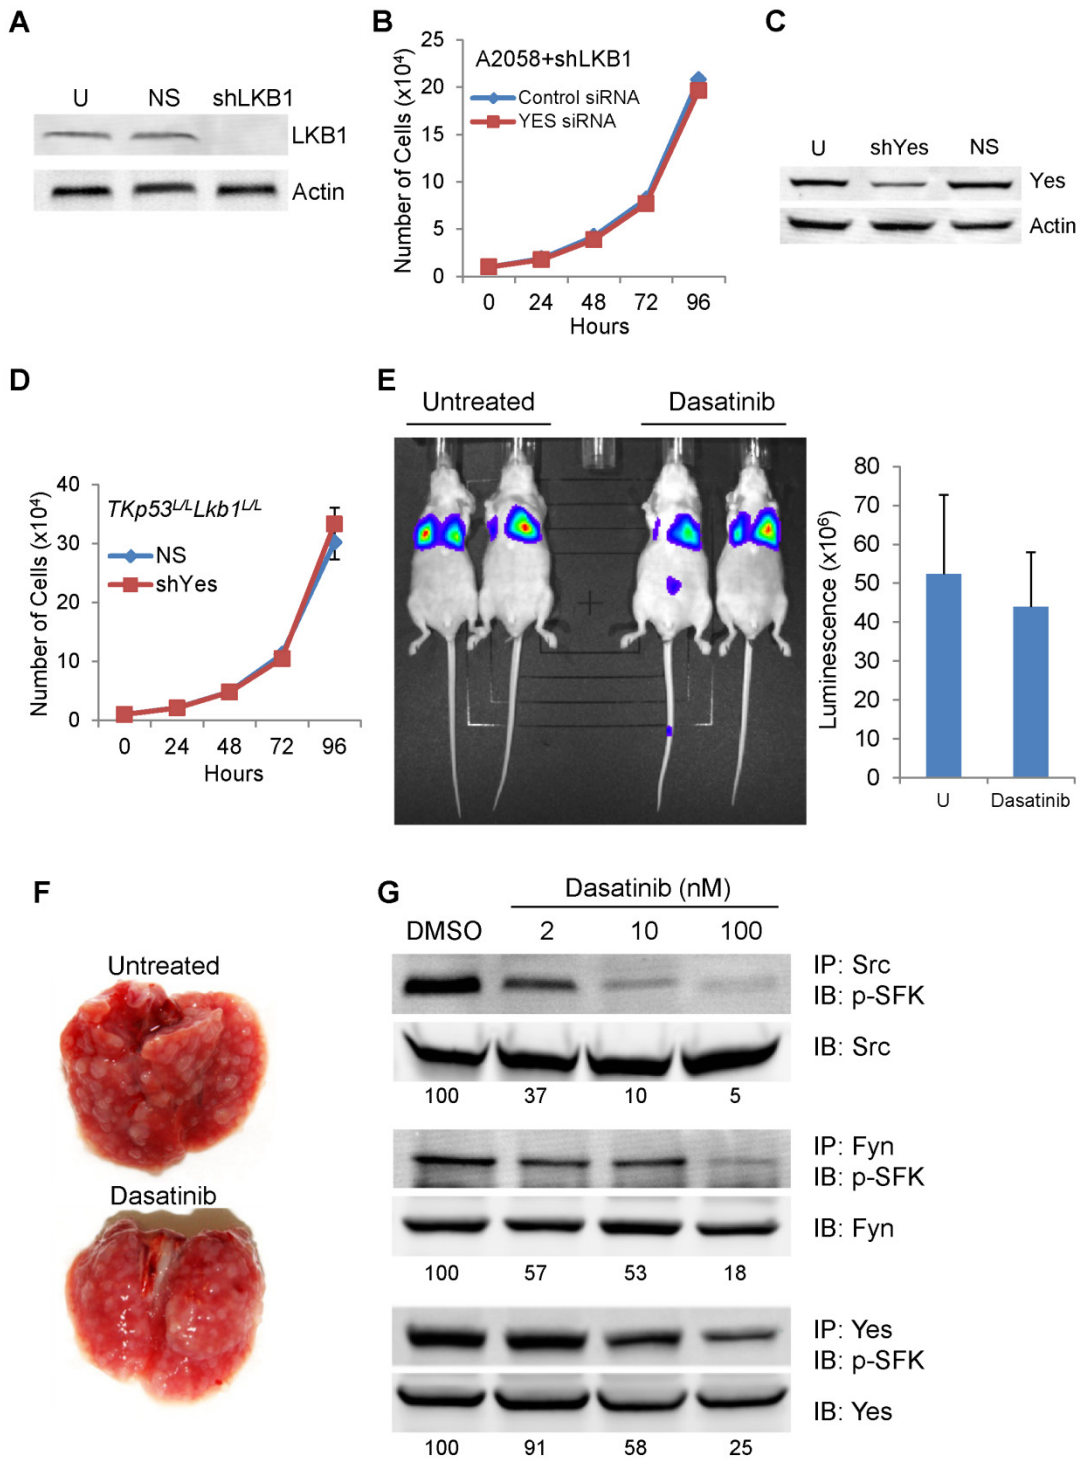 A
U NS shLKB1
LKB1
Actin
B
25
20
15
10
5
0
Number of Cells (x10⁴)
A2058+shLKB1
Control siRNA
YES siRNA
0 24 48 72 96
Hours
C
U shYes NS
Yes
Actin
D
40
30
20
10
0
Number of Cells (x10⁴)
TKp53ᴸ/ᴸLkb1ᴸ/ᴸ
NS
shYes
0 24 48 72 96
Hours
E
Untreated Dasatinib
80
70
60
50
40
30
20
10
0
Luminescence (x10⁶)
U Dasatinib
F
Untreated
Dasatinib
G
Dasatinib (nM)
DMSO 2 10 100
IP: Src
IB: p-SFK
IB: Src
100 37 10 5
IP: Fyn
IB: p-SFK
IB: Fyn
100 57 53 18
IP: Yes
IB: p-SFK
IB: Yes
100 91 58 25